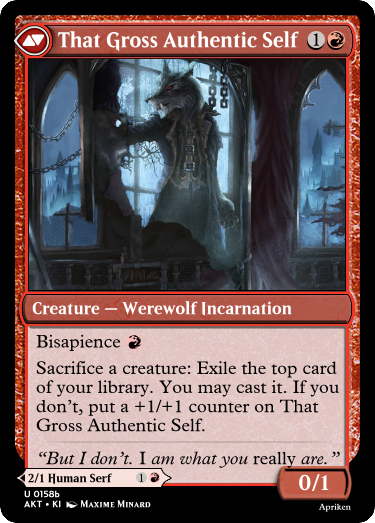 That Gross Authentic Self 1
Creature — Werewolf Incarnation
Bisapience
Sacrifice a creature: Exile the top card
of your library. You may cast it. If you
don't, put a +1/+1 counter on That
Gross Authentic Self.
"But I don't. I am what you really are."
2/1 Human Serf 1
0/1
U 0158b
AKT • KI Maxime Minard
Apriken